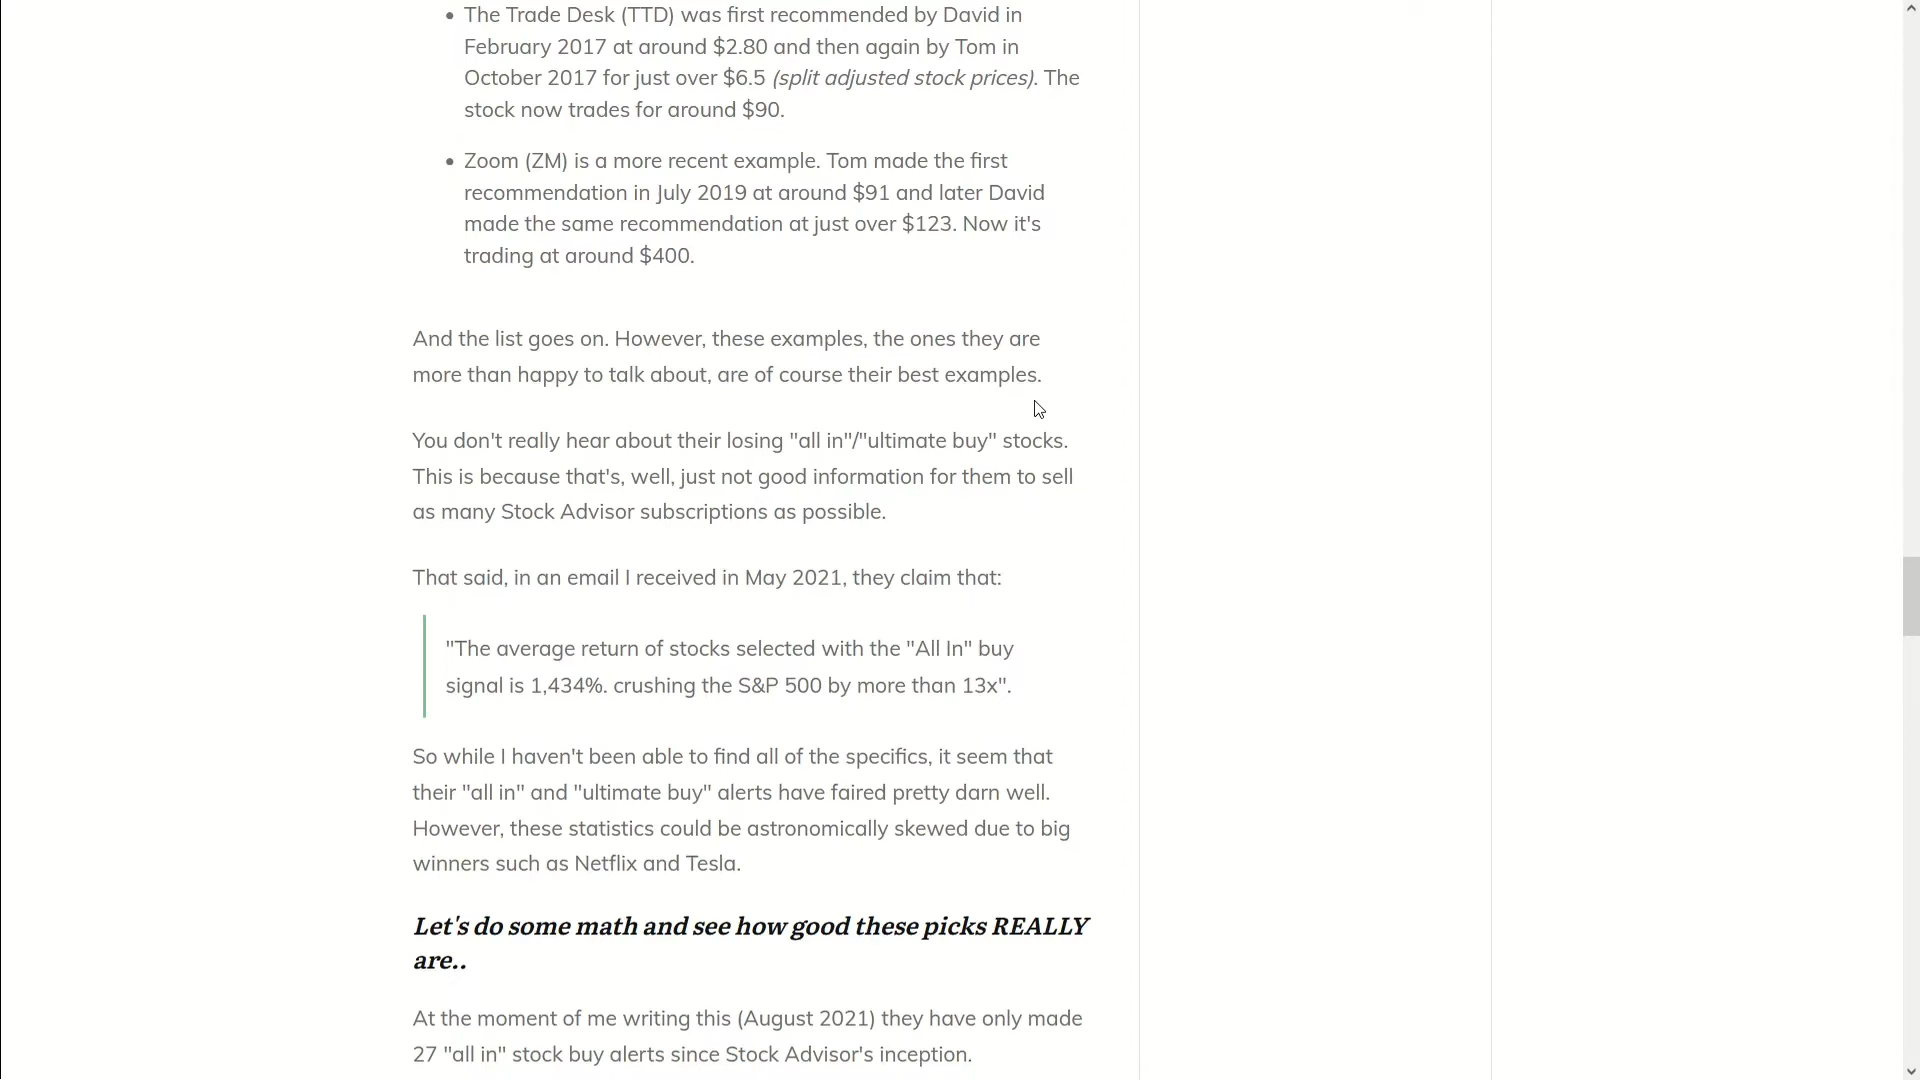 The Trade Desk (TTD) was first recommended by David in
February 2017 at around $2.80 and then again by Tom in
October 2017 for just over $6.5 (split adjusted stock prices). The
stock now trades for around $90.
Zoom (ZM) is a more recent example. Tom made the first
recommendation in July 2019 at around $91 and later David
made the same recommendation at just over $123. Now it's
trading at around $400.
And the list goes on. However, these examples, the ones they are
more than happy to talk about, are of course their best examples.
You don't really hear about their losing "all in"/"ultimate buy" stocks.
This is because that's, well, just not good information for them to sell
as many Stock Advisor subscriptions as possible.
That said, in an email I received in May 2021, they claim that:
"The average return of stocks selected with the "All In" buy
signal is 1,434%. crushing the S&P 500 by more than 13x".
So while I haven't been able to find all of the specifics, it seem that
their "all in" and "ultimate buy" alerts have faired pretty darn well.
However, these statistics could be astronomically skewed due to big
winners such as Netflix and Tesla.
Let's do some math and see how good these picks REALLY
are..
At the moment of me writing this (August 2021) they have only made
27 "all in" stock buy alerts since Stock Advisor's inception.